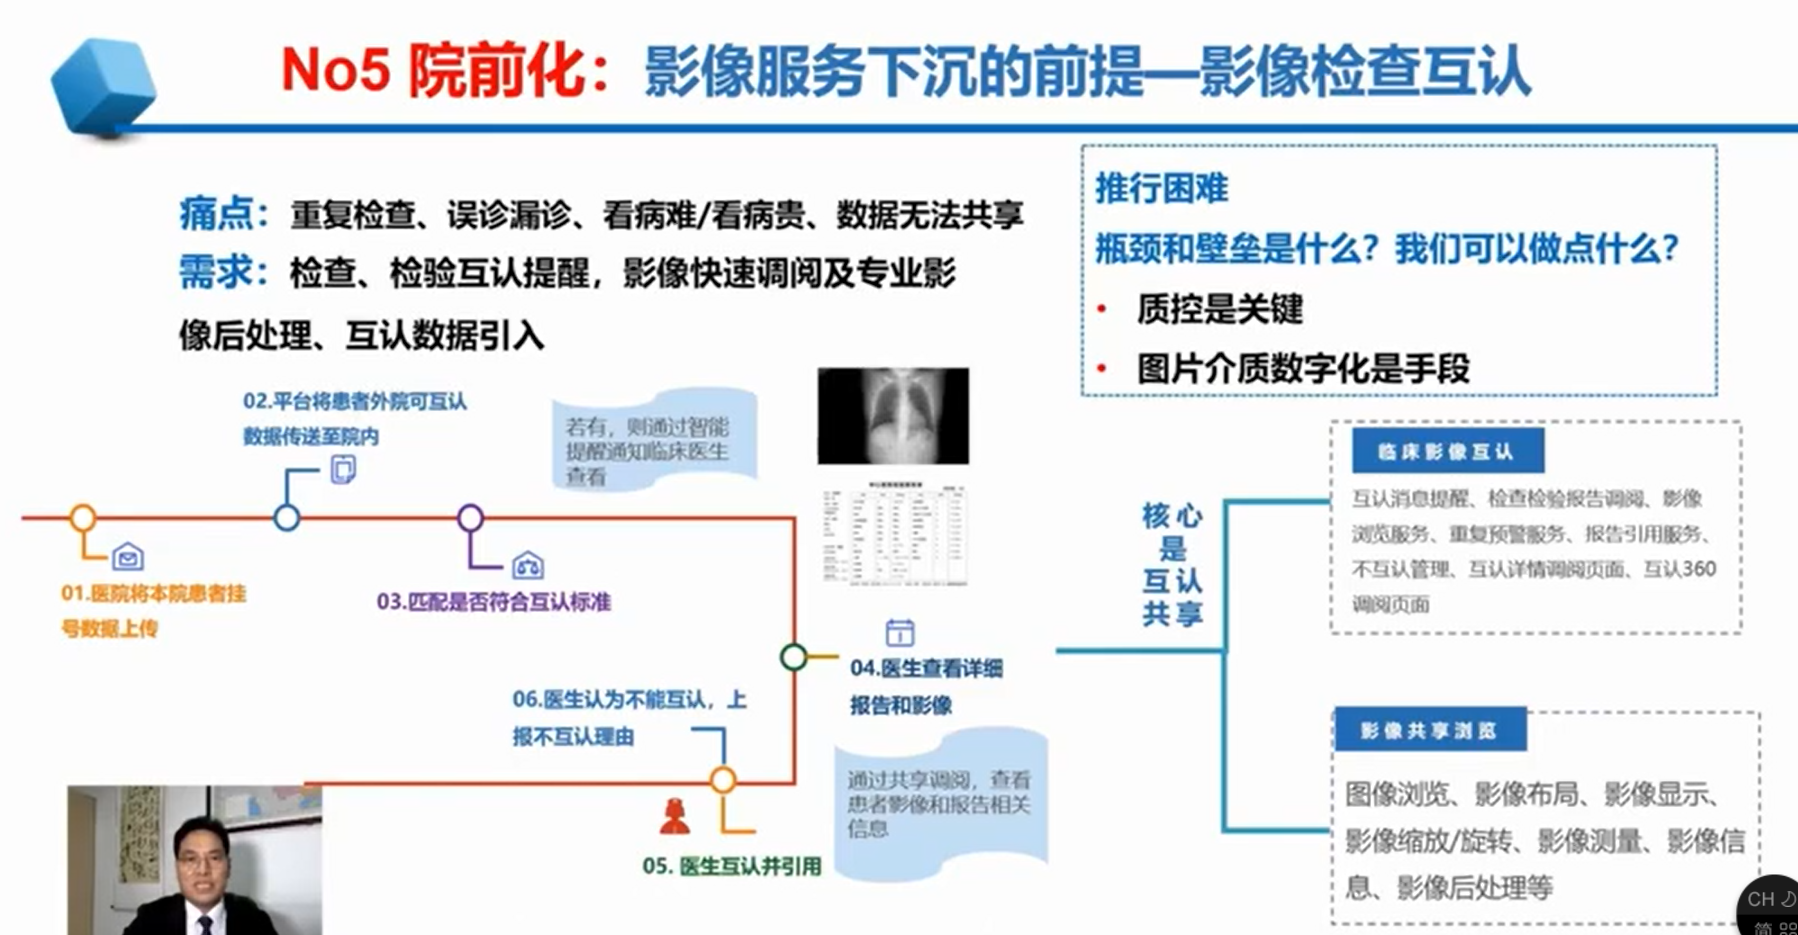 No5 院前化：影像服务下沉的前提—影像检查互认
痛点：重复检查、误诊漏诊、看病难/看病贵、数据无法共享
需求：检查、检验互认提醒，影像快速调阅及专业影
像后处理、互认数据引入
推行困难
瓶颈和壁垒是什么？我们可以做点什么？
• 质控是关键
• 图片介质数字化是手段
02.平台将患者外院可互认
数据传送至院内
若有，则通过智能
提醒通知临床医生
查看
01.医院将本院患者挂
号数据上传
03.匹配是否符合互认标准
04.医生查看详细
报告和影像
06.医生认为不能互认，上
报不互认理由
05. 医生互认并引用
通过共享调阅，查看
患者影像和报告相关
信息
核心
是
互认
共享
临床影像互认
互认消息提醒、检查检验报告调阅、影像
浏览服务、重复预警服务、报告引用服务、
不互认管理、互认详情调阅页面、互认360
调阅页面
影像共享浏览
图像浏览、影像布局、影像显示、
影像缩放/旋转、影像测量、影像信
息、影像后处理等
CH
简